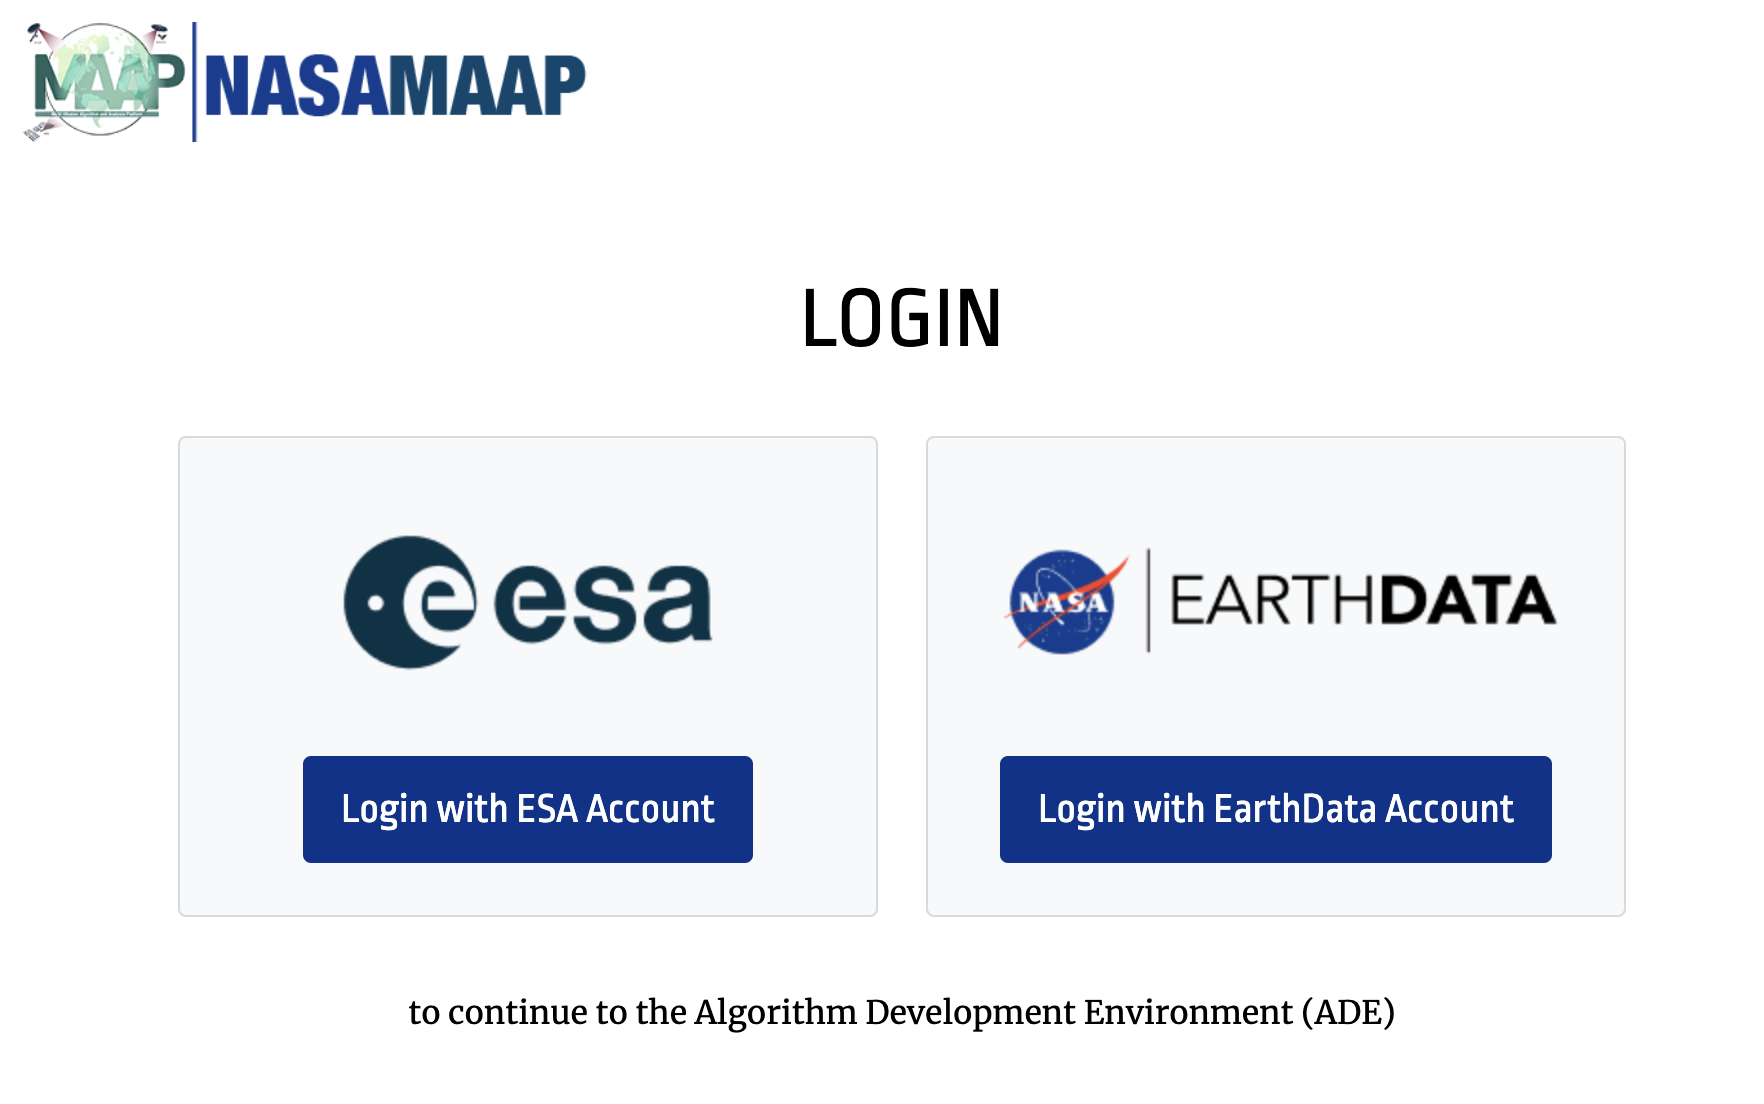 MAAP
NASAMAAP
LOGIN
esa
NASA EARTHDATA
Login with ESA Account
Login with EarthData Account
to continue to the Algorithm Development Environment (ADE)